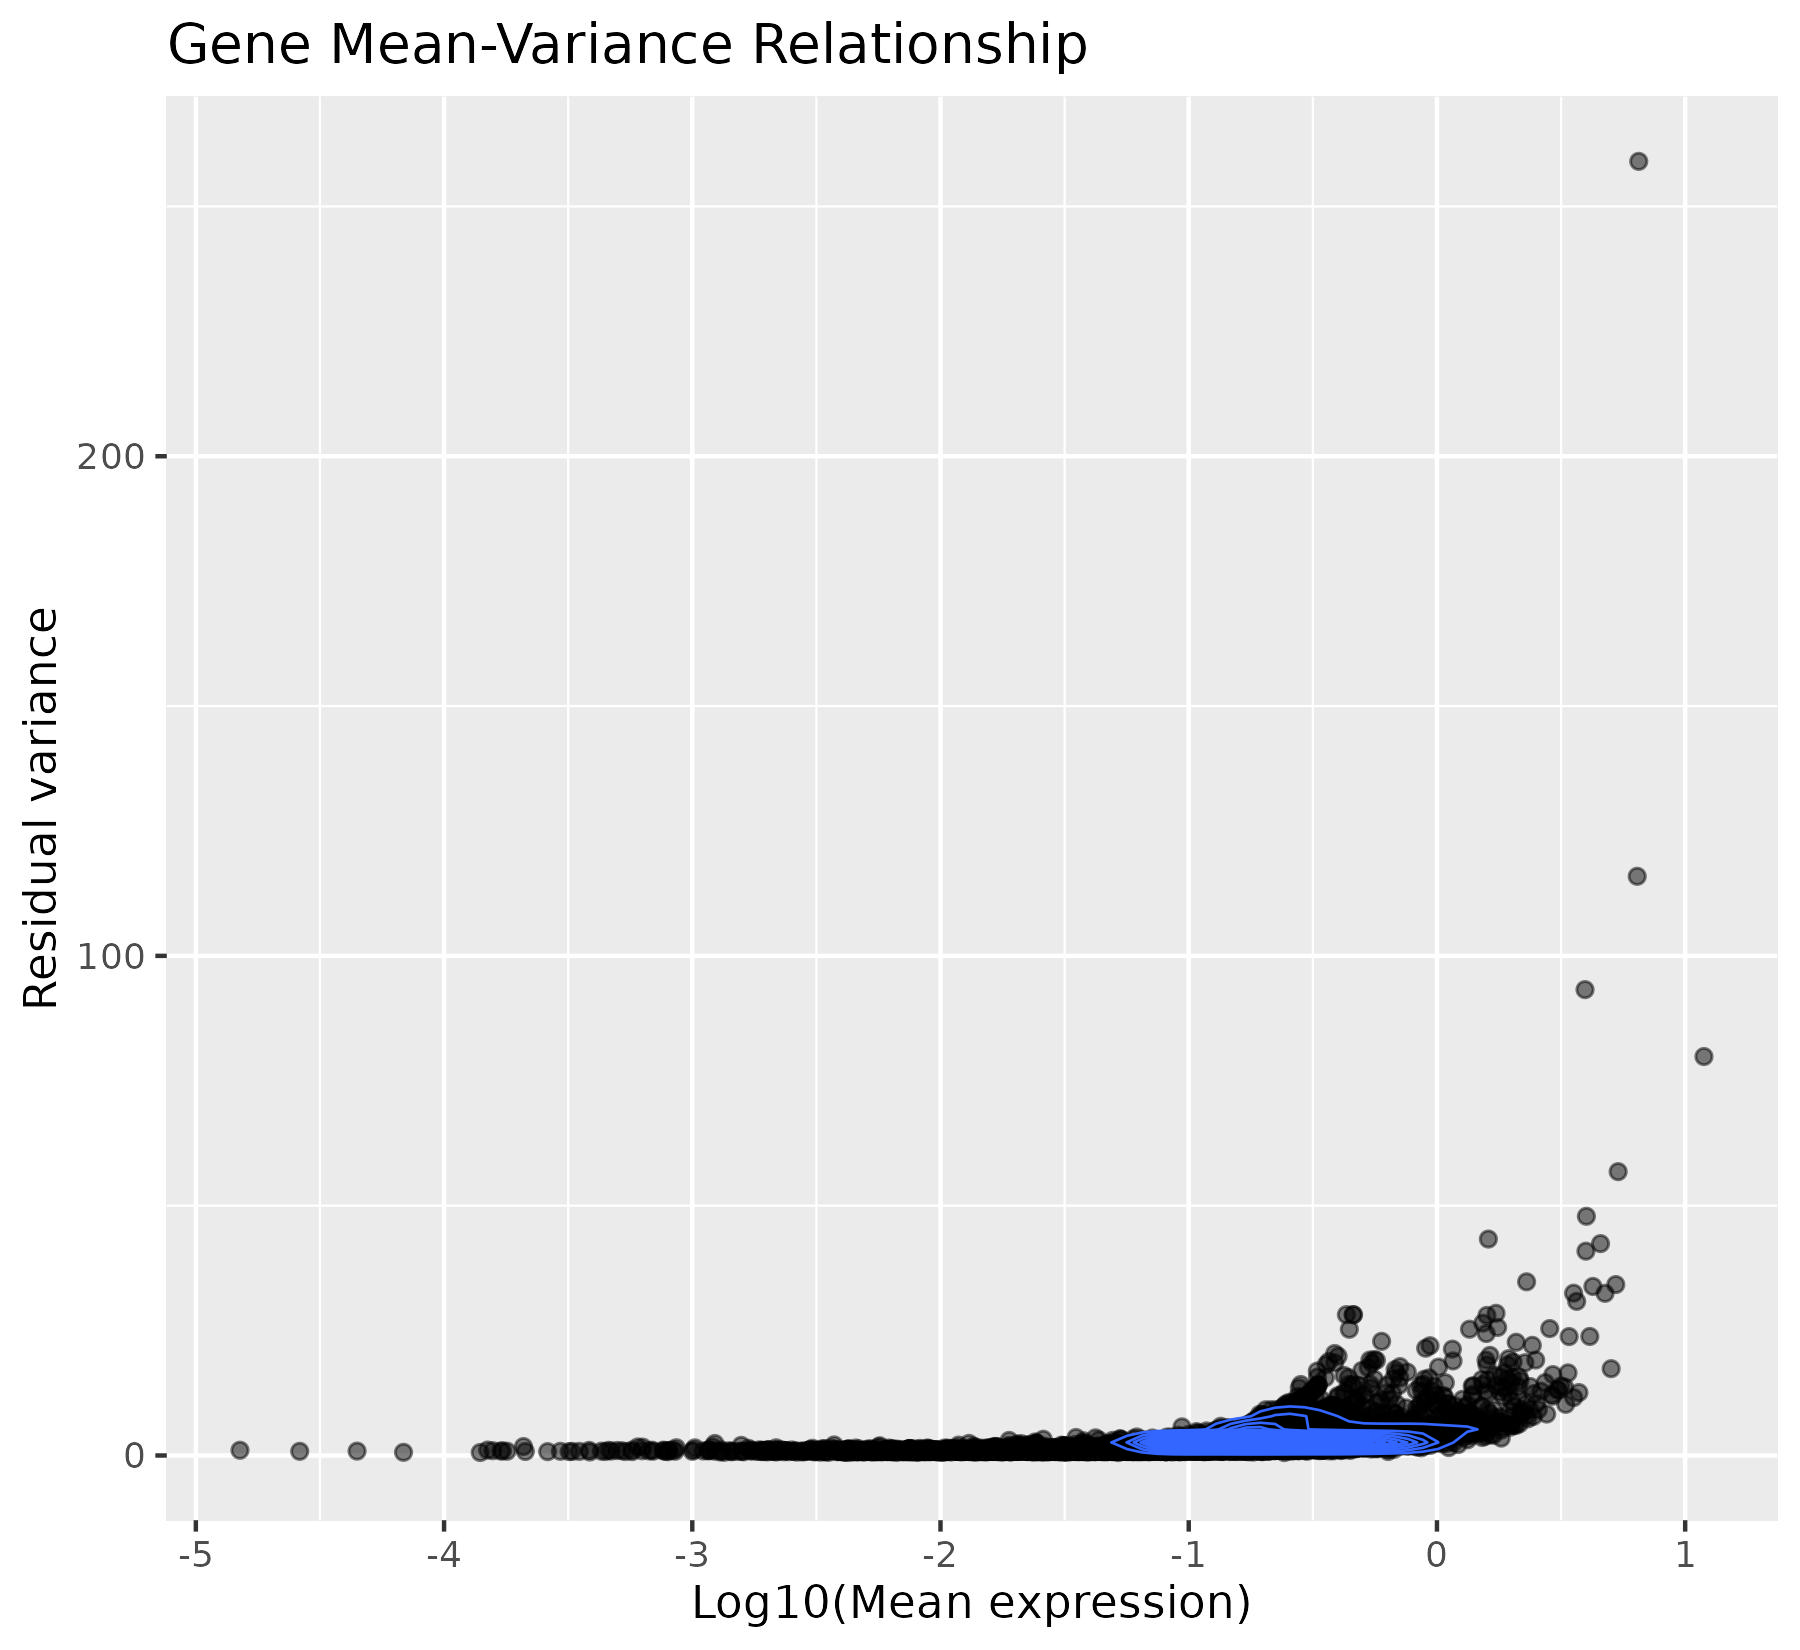 Gene Mean-Variance Relationship
Residual variance
200
100
0
-5 -4 -3 -2 -1 0 1
Log10(Mean expression)